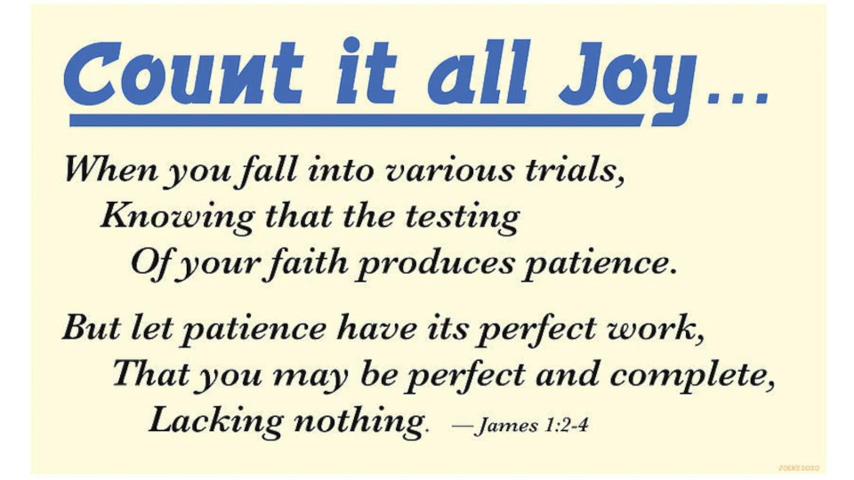 Count it all Joy...
When you fall into various trials,
Knowing that the testing
Of your faith produces patience.
But let patience have its perfect work,
That you may be perfect and complete,
Lacking nothing. —James 1:2-4